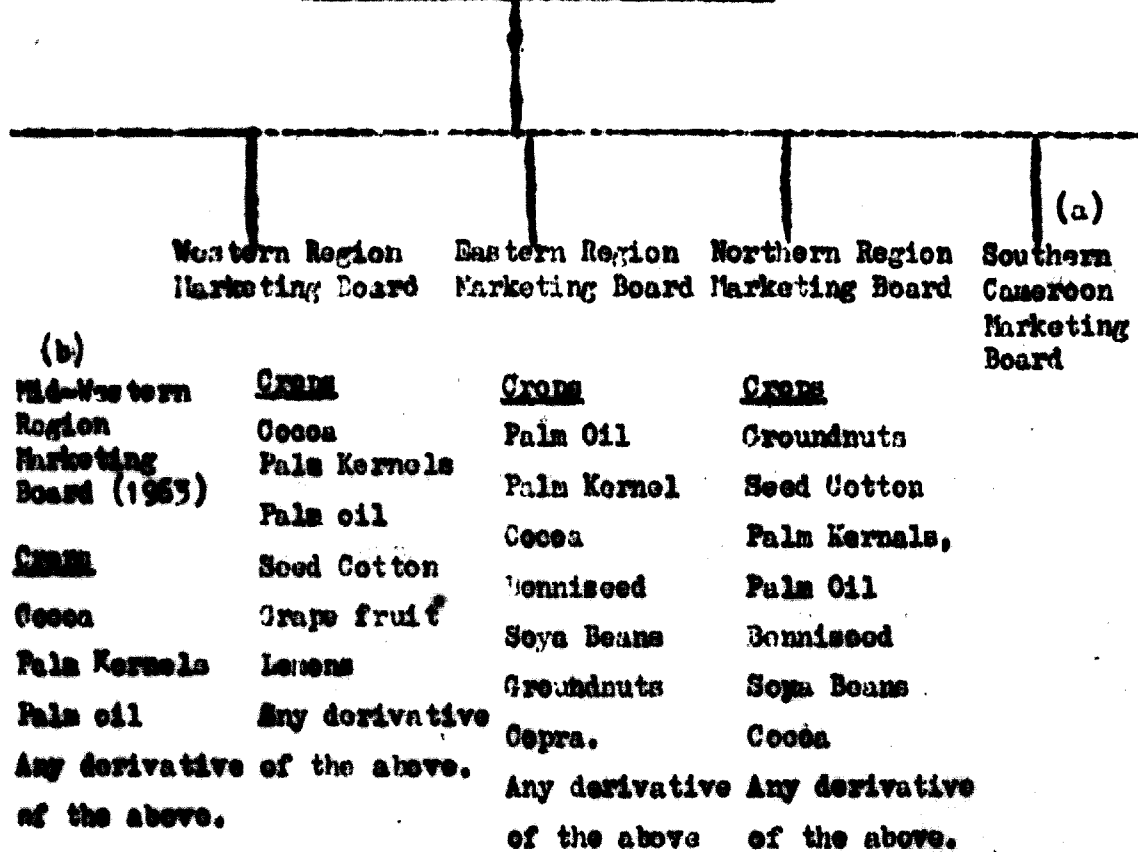 (a)
Western Region
Marketing Board
Eastern Region
Marketing Board
Northern Region
Marketing Board
Southern
Cameroon
Marketing
Board
(b)
Mid-Western
Region
Marketing
Board (1963)
Crops
Cocoa
Palm Kernels
Palm oil
Any derivative
of the above.
Crops
Cocoa
Palm Kernels
Palm oil
Seed Cotton
Grape fruit
Lemons
Any derivative
of the above.
Crops
Palm Oil
Palm Kernel
Cocoa
Benniseed
Soya Beans
Groundnuts
Copra.
Any derivative
of the above
Crops
Groundnuts
Seed Cotton
Palm Kernals,
Palm Oil
Benniseed
Soya Beans
Cocoa
Any derivative
of the above.